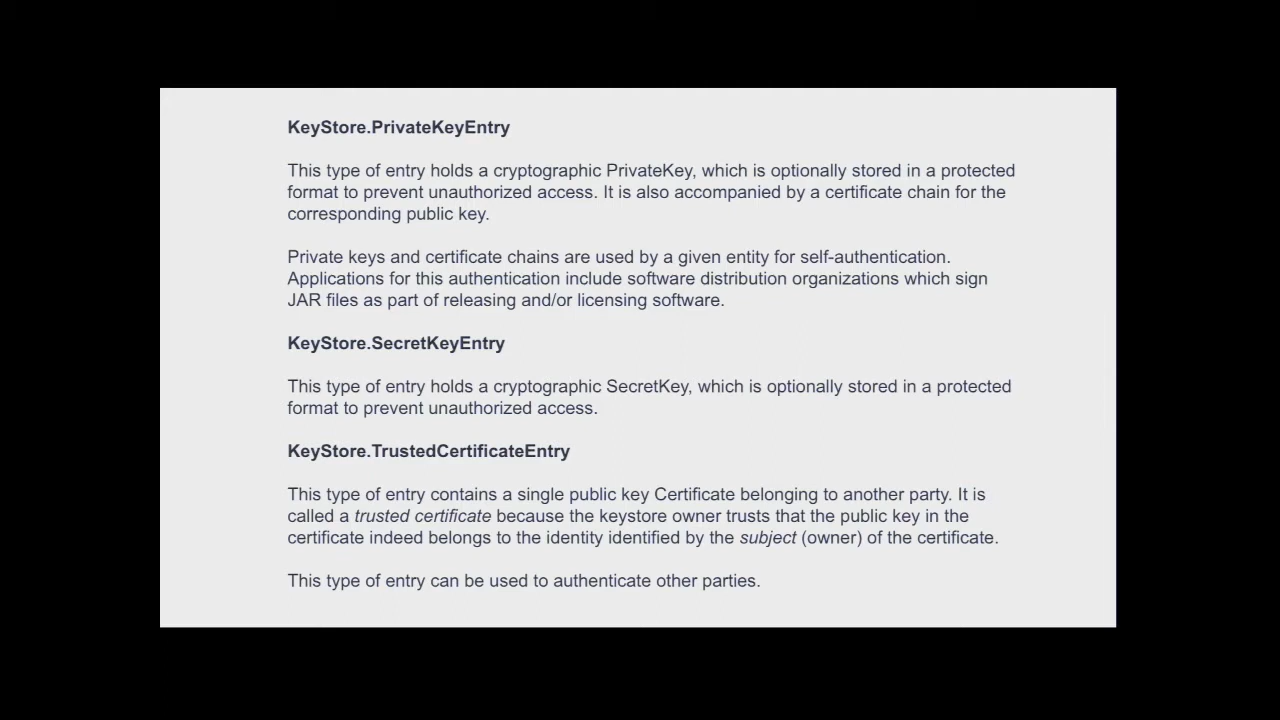 KeyStore.PrivateKeyEntry
This type of entry holds a cryptographic PrivateKey, which is optionally stored in a protected
format to prevent unauthorized access. It is also accompanied by a certificate chain for the
corresponding public key.
Private keys and certificate chains are used by a given entity for self-authentication.
Applications for this authentication include software distribution organizations which sign
JAR files as part of releasing and/or licensing software.
KeyStore.SecretKeyEntry
This type of entry holds a cryptographic SecretKey, which is optionally stored in a protected
format to prevent unauthorized access.
KeyStore.TrustedCertificateEntry
This type of entry contains a single public key Certificate belonging to another party. It is
called a trusted certificate because the keystore owner trusts that the public key in the
certificate indeed belongs to the identity identified by the subject (owner) of the certificate.
This type of entry can be used to authenticate other parties.